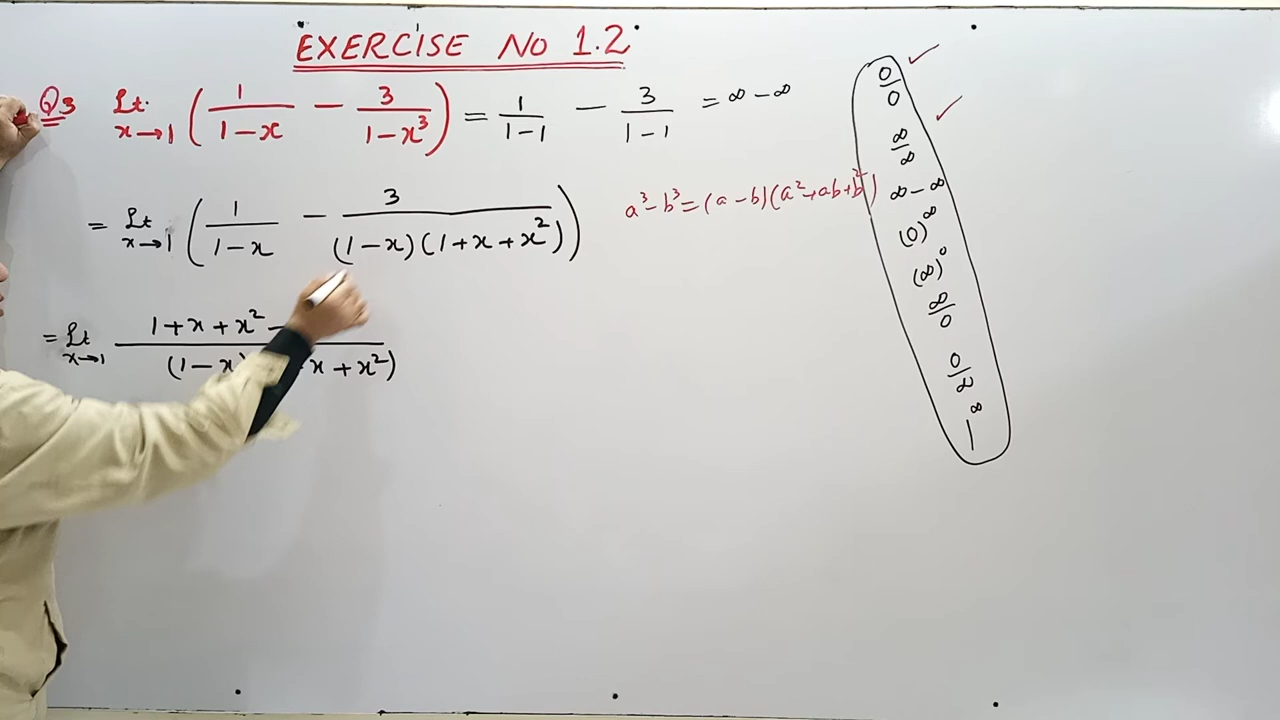 EXERCISE NO 1.2
Q3 Lt x→1 (1/(1-x) - 3/(1-x³)) = 1/(1-1) - 3/(1-1) = ∞ - ∞
= Lt x→1 (1/(1-x) - 3/((1-x)(1+x+x²)))
a³-b³=(a-b)(a²+ab+b²)
= Lt x→1 (1+x+x² -
(1-x) x+x²)
0/0
∞/∞
∞-∞
(0)^∞
(∞)^0
∞/0
0/∞
1^∞